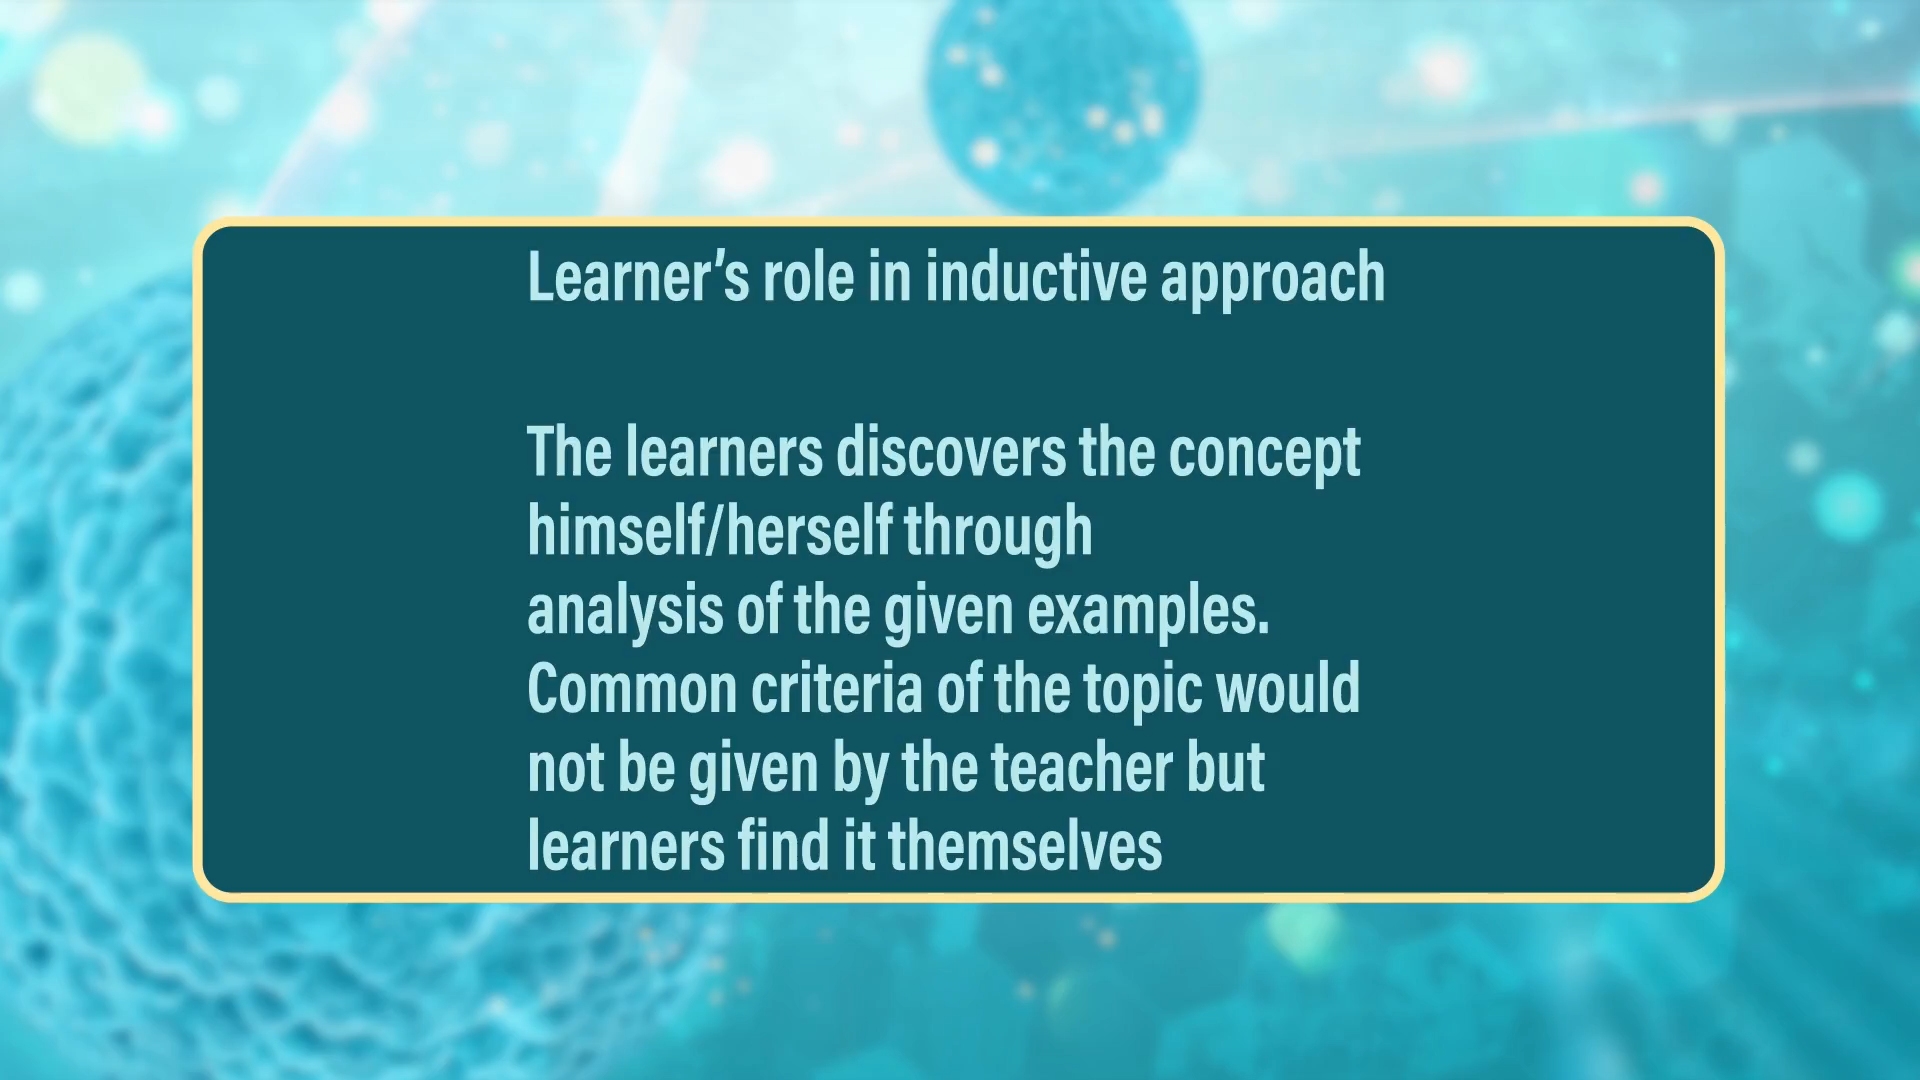 Learner’s role in inductive approach
The learners discovers the concept
himself/herself through
analysis of the given examples.
Common criteria of the topic would
not be given by the teacher but
learners find it themselves